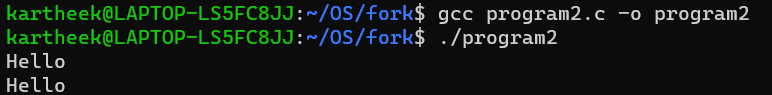 kartheek@LAPTOP-LS5FC8JJ:~/OS/fork$ gcc program2.c -o program2
kartheek@LAPTOP-LS5FC8JJ:~/OS/fork$ ./program2
Hello
Hello